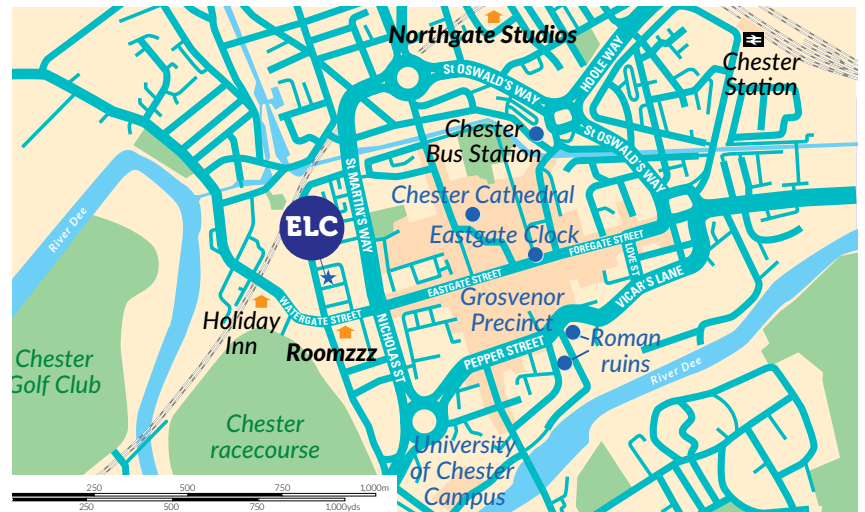 Northgate Studios
St OSWALD'S WAY
HOOLE WAY
Chester
Station
Chester
Bus Station
St OSWALD'S WAY
St MARTIN'S WAY
River Dee
Chester Cathedral
ELC
Eastgate Clock
FOREGATE STREET
LOVE ST
EASTGATE STREET
VICAR'S LANE
Grosvenor
Precinct
WATERGATE STREET
Holiday
Inn
Roomzzz
NICHOLAS ST
PEPPER STREET
Roman
ruins
River Dee
Chester
Golf Club
Chester
racecourse
University
of Chester
Campus
250 500 750 1,000m
250 500 750 1,000yds